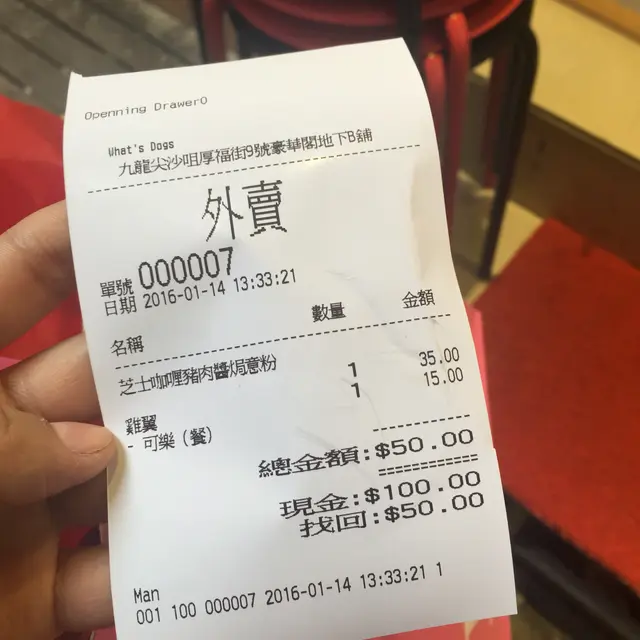 Openning Drawer0
What's Dogs
九龍尖沙咀厚福街9號豪華閣地下B舖
外賣
單號 000007
日期 2016-01-14 13:33:21
名稱 數量 金額
芝士咖喱豬肉醬焗意粉 1 35.00
雞翼 1 15.00
- 可樂（餐）
總金額:$50.00
現金:$100.00
找回:$50.00
Man
001 100 000007 2016-01-14 13:33:21 1